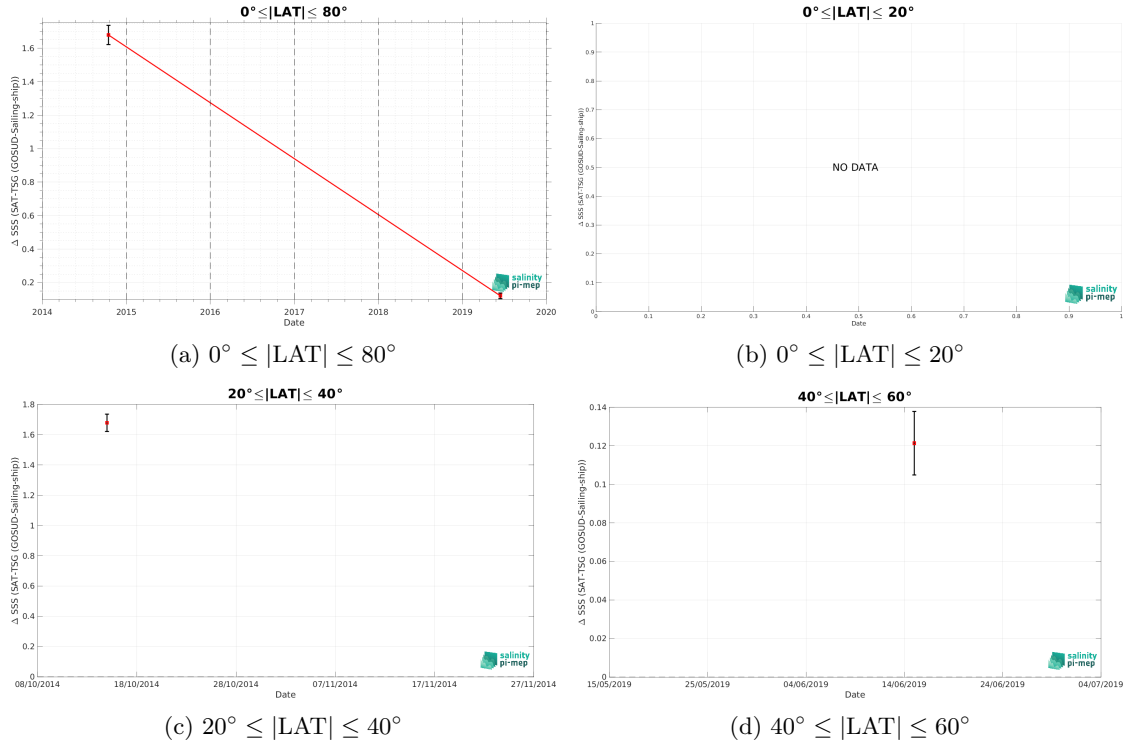 0°≤|LAT|≤ 80°
Δ SSS (SAT-TSG (GOSUD-Sailing-ship))
1.6
1.4
1.2
1
0.8
0.6
0.4
0.2
2014 2015 2016 2017 2018 2019 2020
Date
salinity
pi-mep
(a) 0° ≤ |LAT| ≤ 80°
0°≤|LAT|≤ 20°
Δ SSS (SAT-TSG (GOSUD-Sailing-ship))
1
0.9
0.8
0.7
0.6
0.5
0.4
0.3
0.2
0.1
0
NO DATA
0 0.1 0.2 0.3 0.4 0.5 0.6 0.7 0.8 0.9 1
Date
salinity
pi-mep
(b) 0° ≤ |LAT| ≤ 20°
20°≤|LAT|≤ 40°
Δ SSS (SAT-TSG (GOSUD-Sailing-ship))
1.8
1.6
1.4
1.2
1
0.8
0.6
0.4
0.2
0
08/10/2014 18/10/2014 28/10/2014 07/11/2014 17/11/2014 27/11/2014
Date
salinity
pi-mep
(c) 20° ≤ |LAT| ≤ 40°
40°≤|LAT|≤ 60°
Δ SSS (SAT-TSG (GOSUD-Sailing-ship))
0.14
0.12
0.1
0.08
0.06
0.04
0.02
0
15/05/2019 25/05/2019 04/06/2019 14/06/2019 24/06/2019 04/07/2019
Date
salinity
pi-mep
(d) 40° ≤ |LAT| ≤ 60°